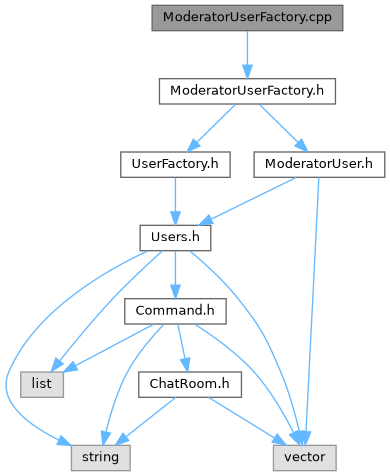 ModeratorUserFactory.cpp
ModeratorUserFactory.h
UserFactory.h
ModeratorUser.h
Users.h
Command.h
list
ChatRoom.h
string
vector